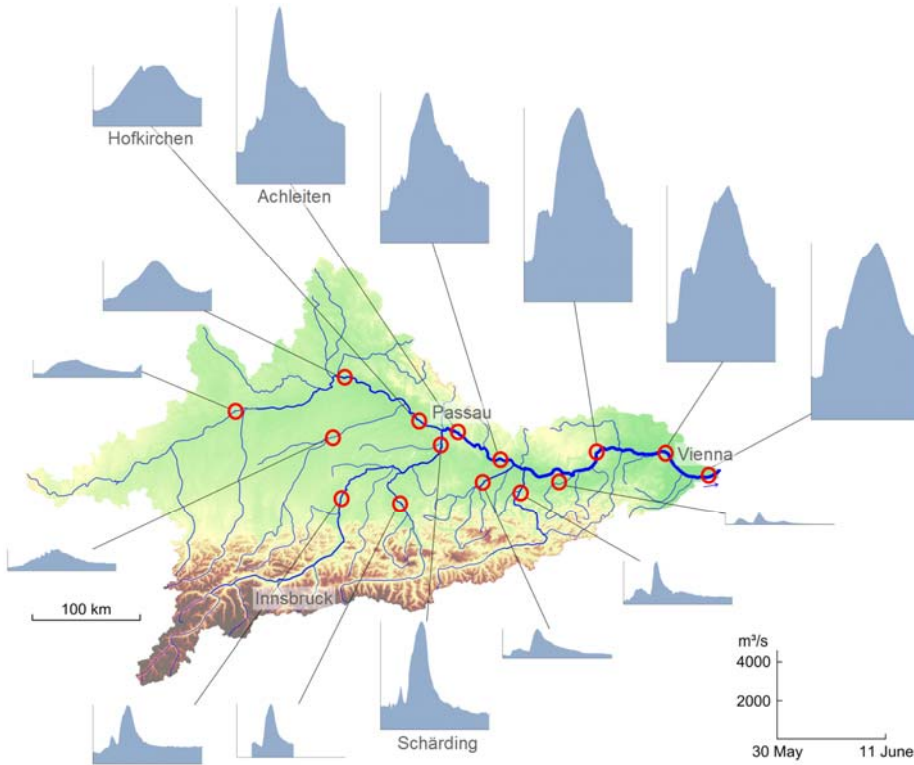 Hofkirchen
Achleiten
Passau
Vienna
Innsbruck
100 km
Schärding
m³/s
4000
2000
30 May
11 June